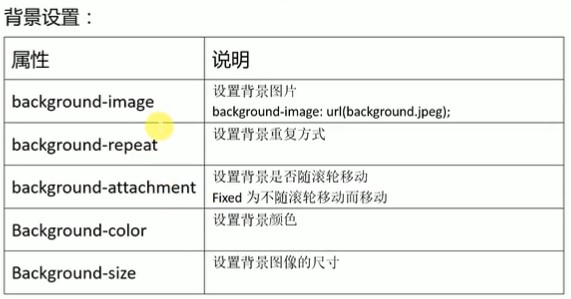 背景设置：
属性 说明
background-image 设置背景图片
background-image: url(background.jpeg);
background-repeat 设置背景重复方式
background-attachment 设置背景是否随滚轮移动
Fixed 为不随滚轮移动而移动
Background-color 设置背景颜色
Background-size 设置背景图像的尺寸